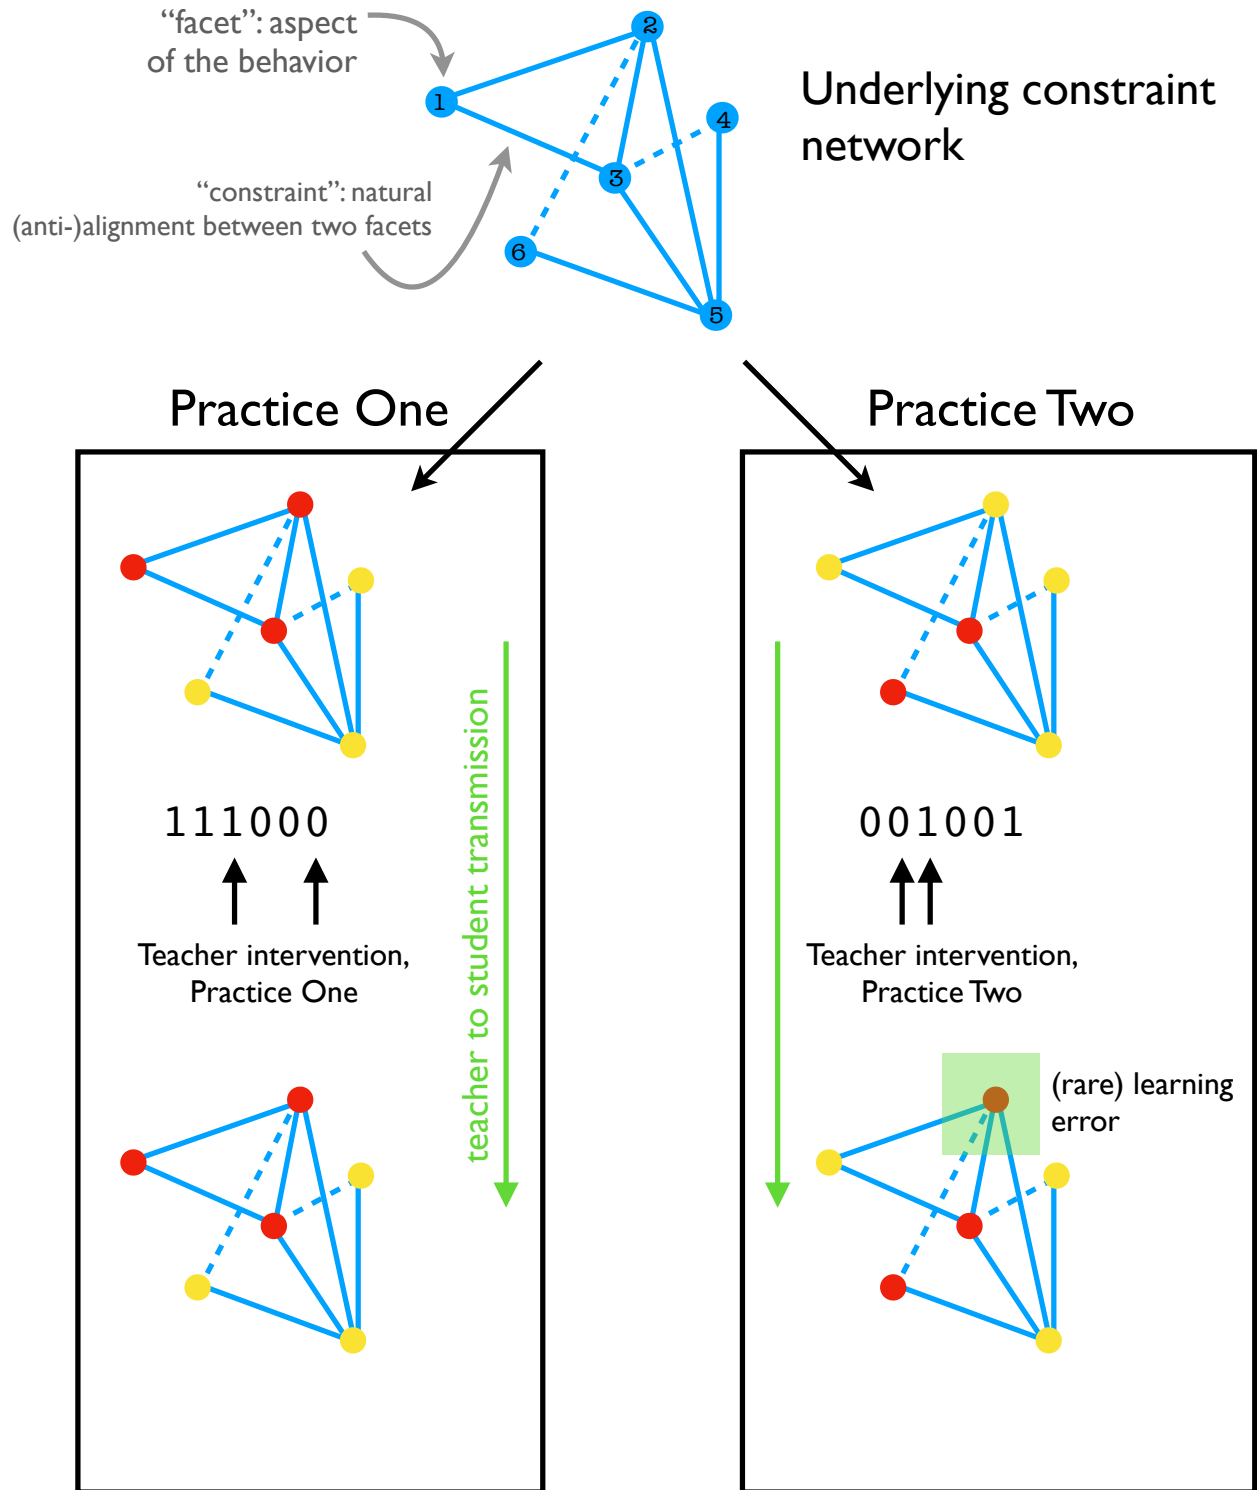 “facet”: aspect
of the behavior
Underlying constraint
network
“constraint”: natural
(anti-)alignment between two facets
1
2
3
4
5
6
Practice One
Practice Two
teacher to student transmission
111000
001001
Teacher intervention,
Practice One
Teacher intervention,
Practice Two
(rare) learning
error